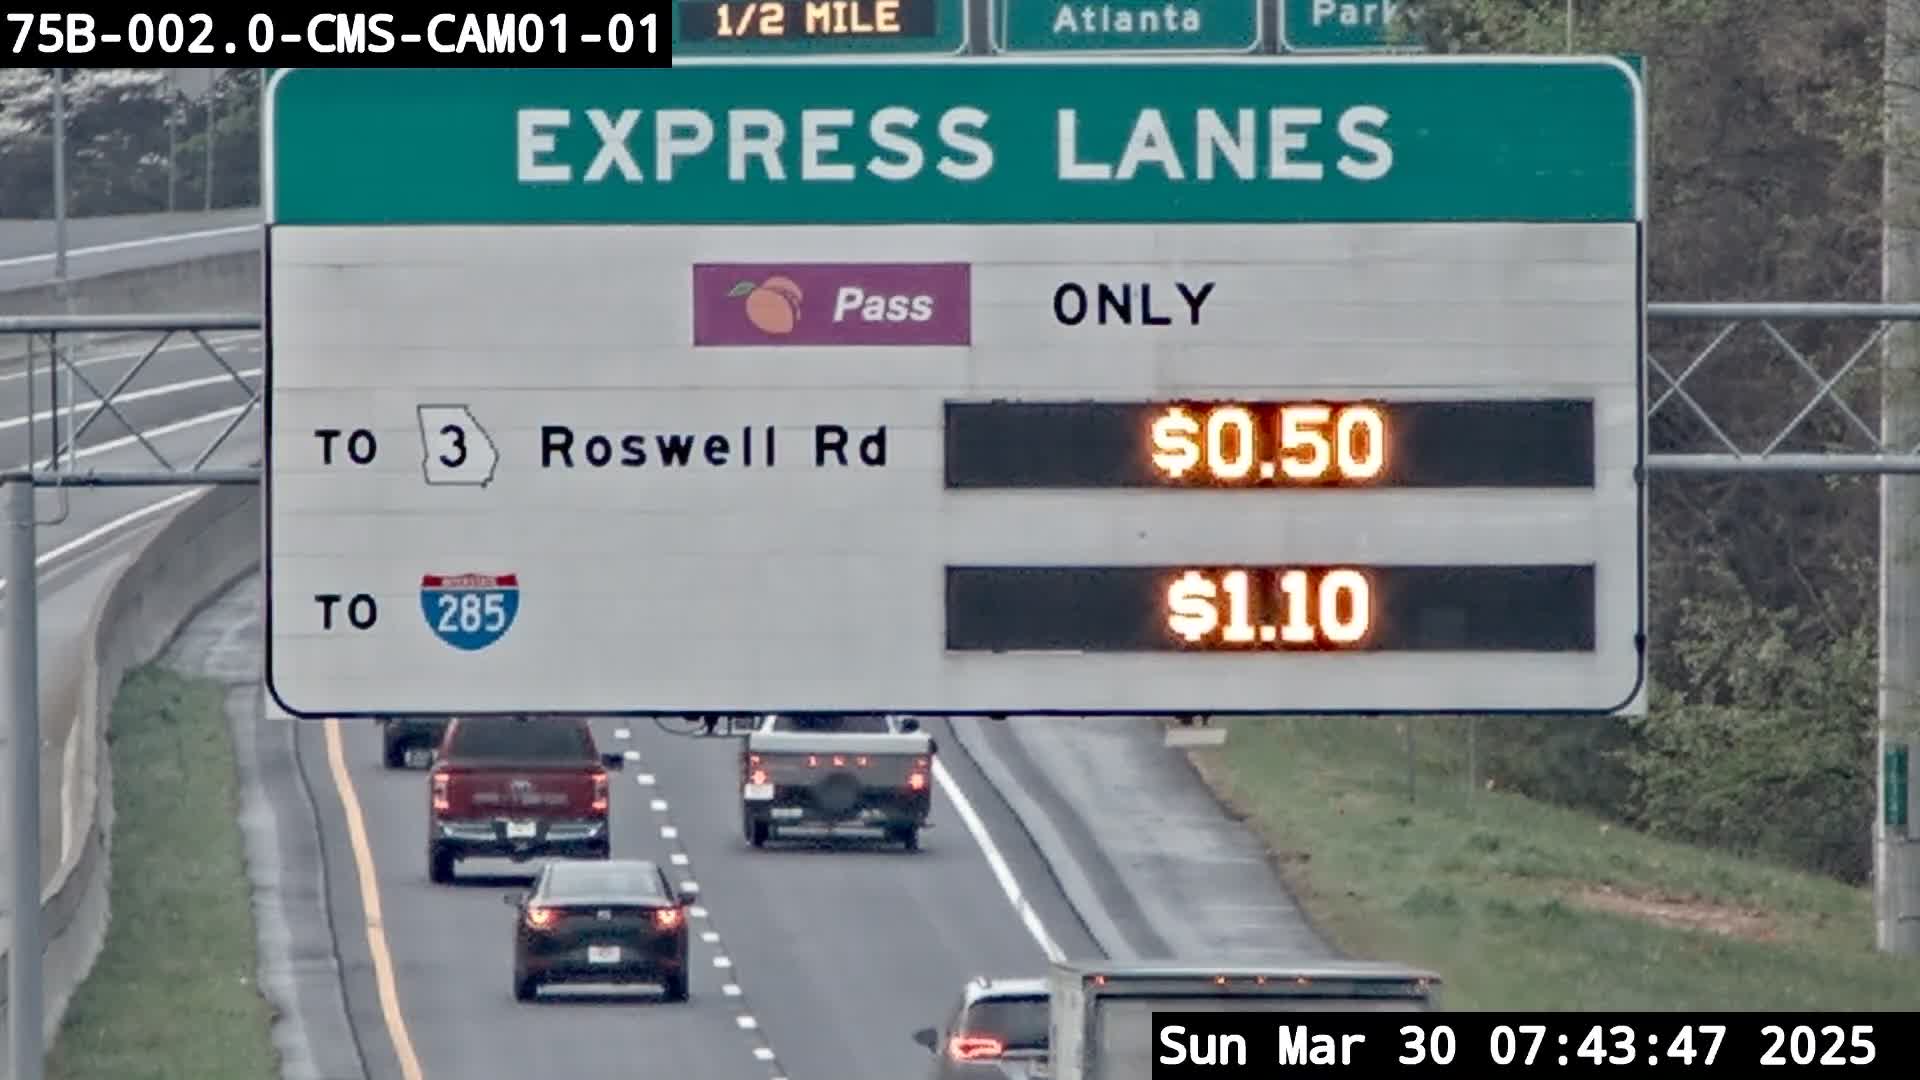 75B-002.0-CMS-CAM01-01
1/2 MILE
Atlanta
EXPRESS LANES
Pass ONLY
TO 3 Roswell Rd $0.50
TO INTERSTATE 285 $1.10
Sun Mar 30 07:43:47 2025